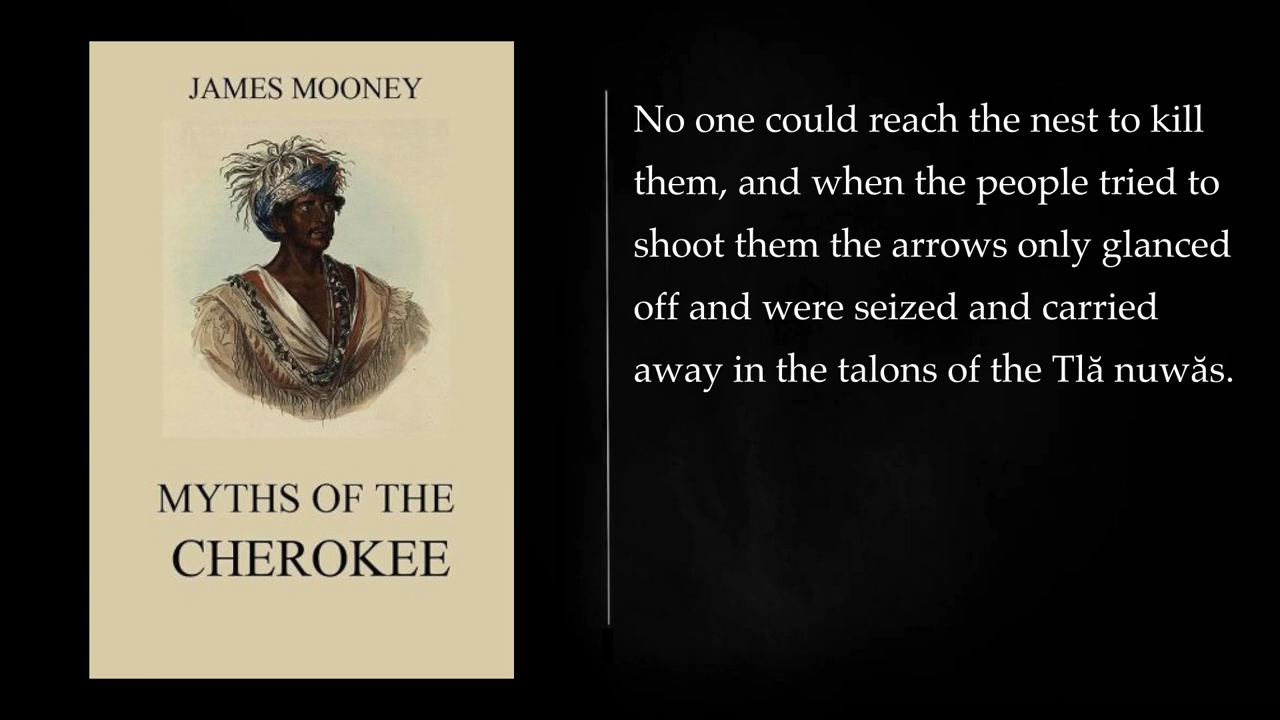 JAMES MOONEY
MYTHS OF THE
CHEROKEE
No one could reach the nest to kill
them, and when the people tried to
shoot them the arrows only glanced
off and were seized and carried
away in the talons of the Tlă nuwăs.